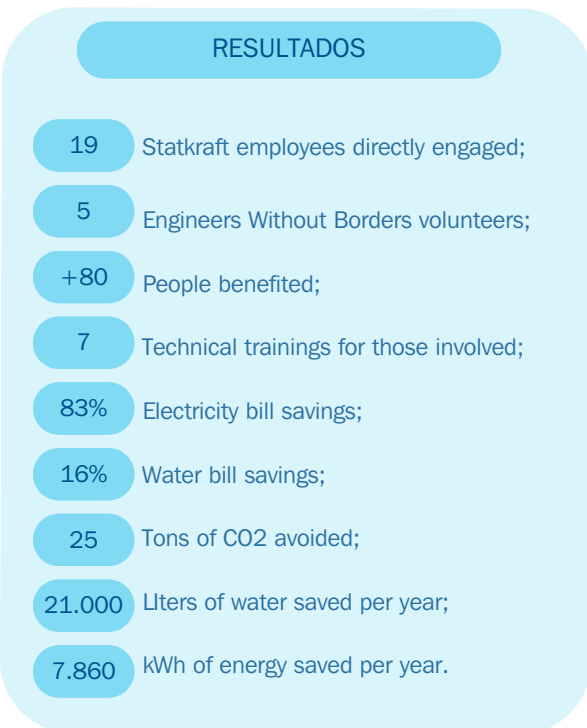 RESULTADOS
19 Statkraft employees directly engaged;
5 Engineers Without Borders volunteers;
+80 People benefited;
7 Technical trainings for those involved;
83% Electricity bill savings;
16% Water bill savings;
25 Tons of CO2 avoided;
21.000 LIters of water saved per year;
7.860 kWh of energy saved per year.